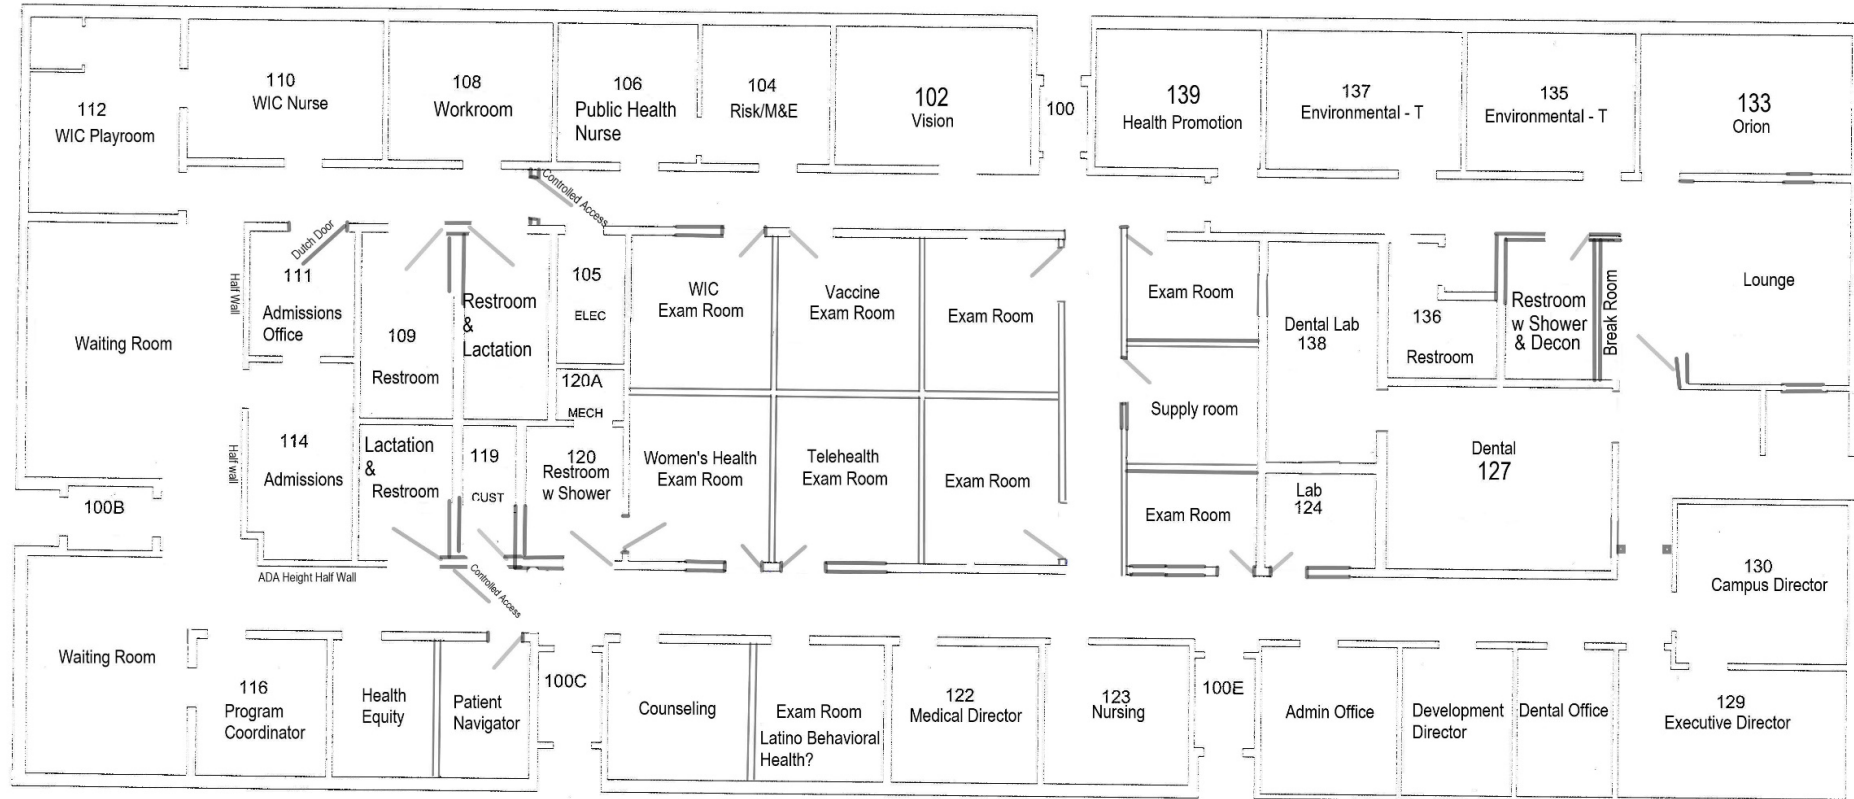 112
WIC Playroom
110
WIC Nurse
108
Workroom
106
Public Health
Nurse
104
Risk/M&E
102
Vision
100
139
Health Promotion
137
Environmental - T
135
Environmental - T
133
Orion
Controlled Access
Dutch Door
Waiting Room
Half Wall
111
Admissions
Office
109
Restroom
Restroom
&
Lactation
105
ELEC
120A
MECH
WIC
Exam Room
Vaccine
Exam Room
Exam Room
Exam Room
Supply room
Dental Lab
138
136
Restroom
Restroom
w Shower
& Decon
Break Room
Lounge
100B
Half wall
114
Admissions
Lactation
&
Restroom
119
CUST
120
Restroom
w Shower
Women's Health
Exam Room
Telehealth
Exam Room
Exam Room
Exam Room
Lab
124
Dental
127
ADA Height Half Wall
Controlled Access
130
Campus Director
Waiting Room
116
Program
Coordinator
Health
Equity
Patient
Navigator
100C
Counseling
Exam Room
Latino Behavioral
Health?
122
Medical Director
123
Nursing
100E
Admin Office
Development
Director
Dental Office
129
Executive Director